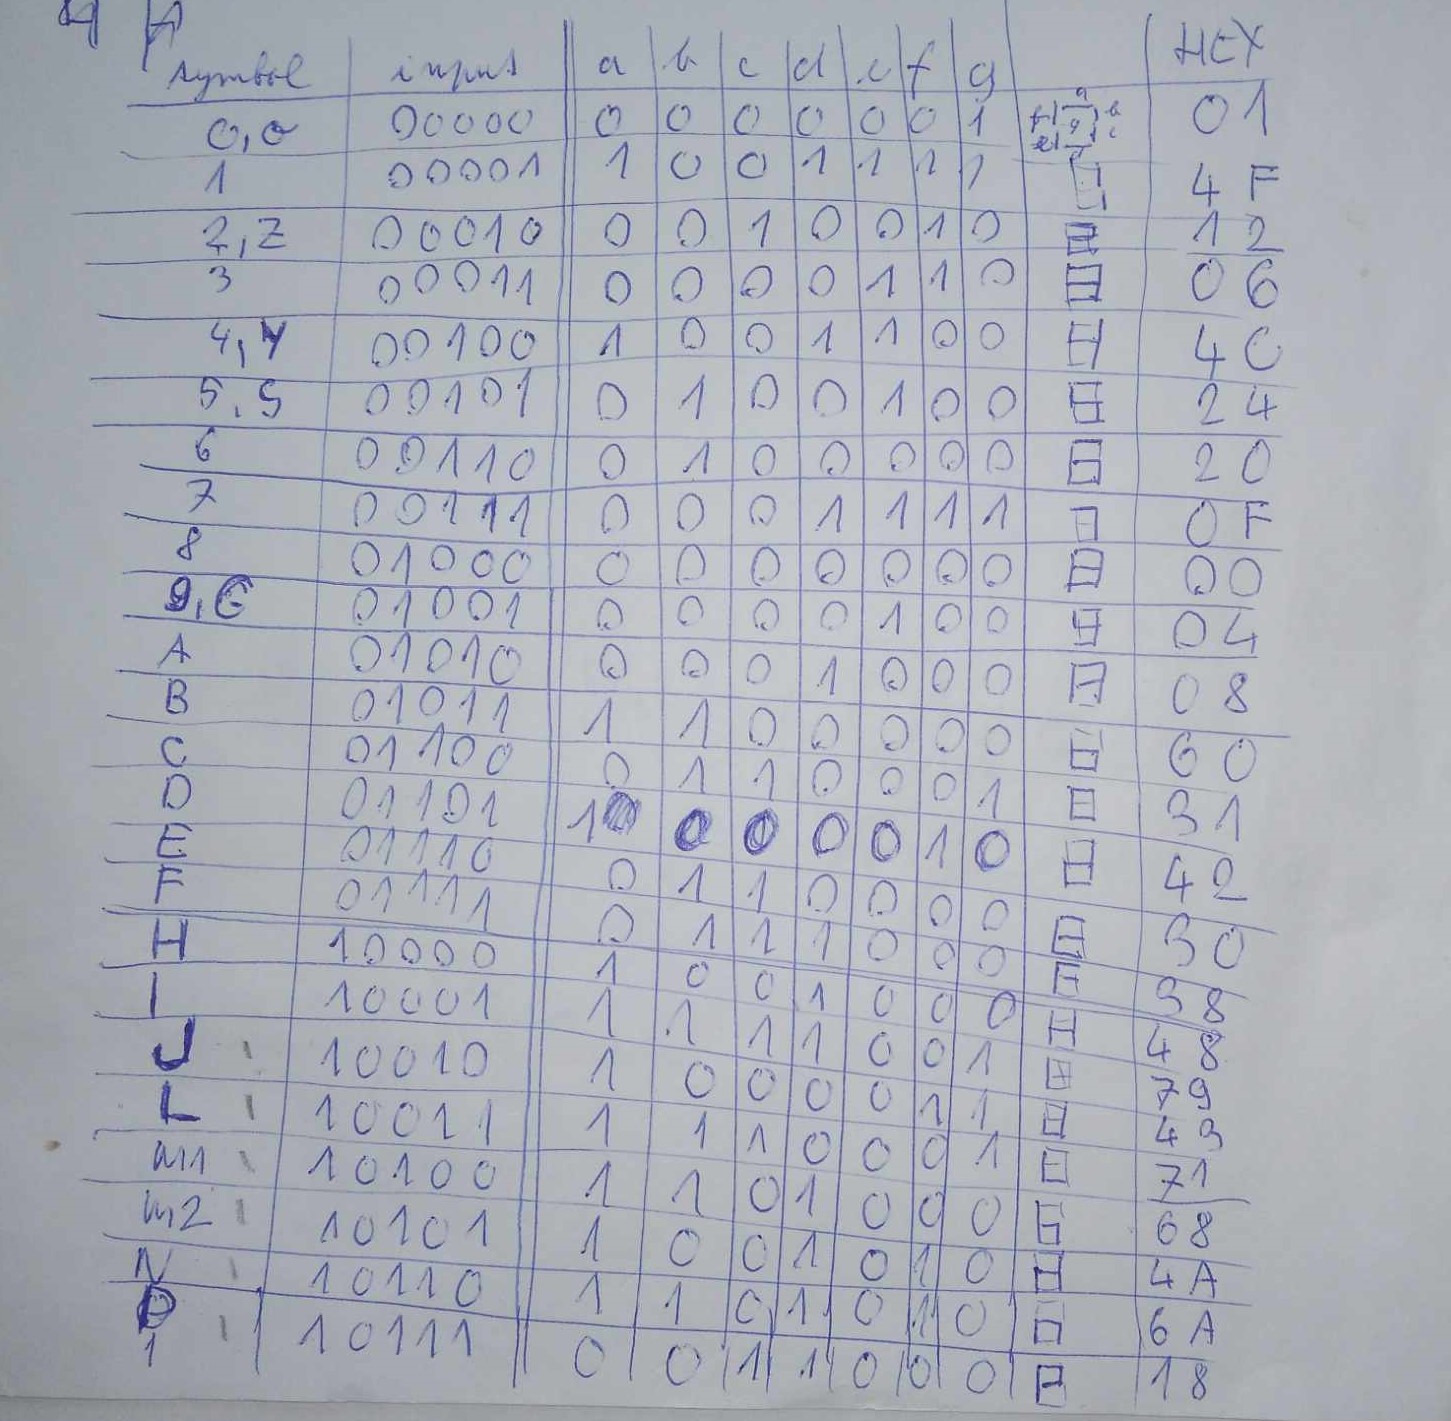 symbol input a b c d e f g HEX
0,0 00000 0 0 0 0 0 0 1 01
1 00001 1 0 0 1 1 1 1 4F
2,Z 00010 0 0 1 0 0 1 0 12
3 00011 0 0 0 0 1 1 0 06
4,Y 00100 1 0 0 1 1 0 0 4C
5,S 00101 0 1 0 0 1 0 0 24
6 00110 0 1 0 0 0 0 0 20
7 00111 0 0 0 1 1 1 1 0F
8 01000 0 0 0 0 0 0 0 00
9,G 01001 0 0 0 0 1 0 0 04
A 01010 0 0 0 1 0 0 0 08
B 01011 1 1 0 0 0 0 0 60
C 01100 0 1 1 0 0 0 1 31
D 01101 1 0 0 0 0 1 0 42
E 01110 0 1 1 0 0 0 0 30
F 01111 0 1 1 1 0 0 0 38
H 10000 1 0 0 1 0 0 0 48
I 10001 1 1 1 1 0 0 1 79
J 10010 1 0 0 0 0 1 1 43
L 10011 1 1 1 0 0 0 1 71
m1 10100 1 1 0 1 0 0 0 68
m2 10101 1 0 0 1 0 1 0 4A
N 10110 1 1 0 1 0 1 0 6A
P 10111 0 0 1 1 0 0 0 18